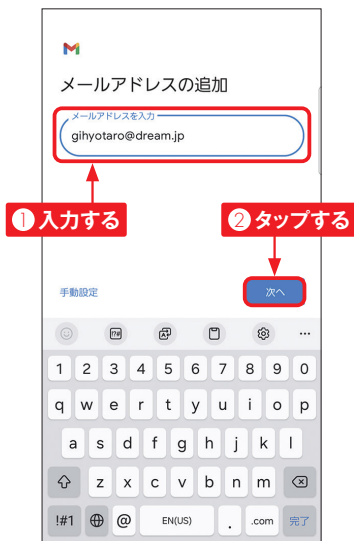 メールアドレスの追加
メールアドレスを入力
gihyotaro@dream.jp
①入力する
②タップする
手動設定
次へ
!?#
1 2 3 4 5 6 7 8 9 0
q w e r t y u i o p
a s d f g h j k l
z x c v b n m
!#1 @ EN(US) . .com 完了